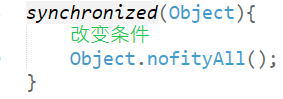 synchronized(Object){
改变条件
Object.nofityAll();
}